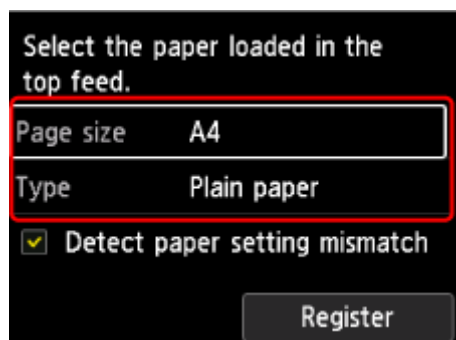 Select the paper loaded in the
top feed.
Page size A4
Type Plain paper
Detect paper setting mismatch
Register